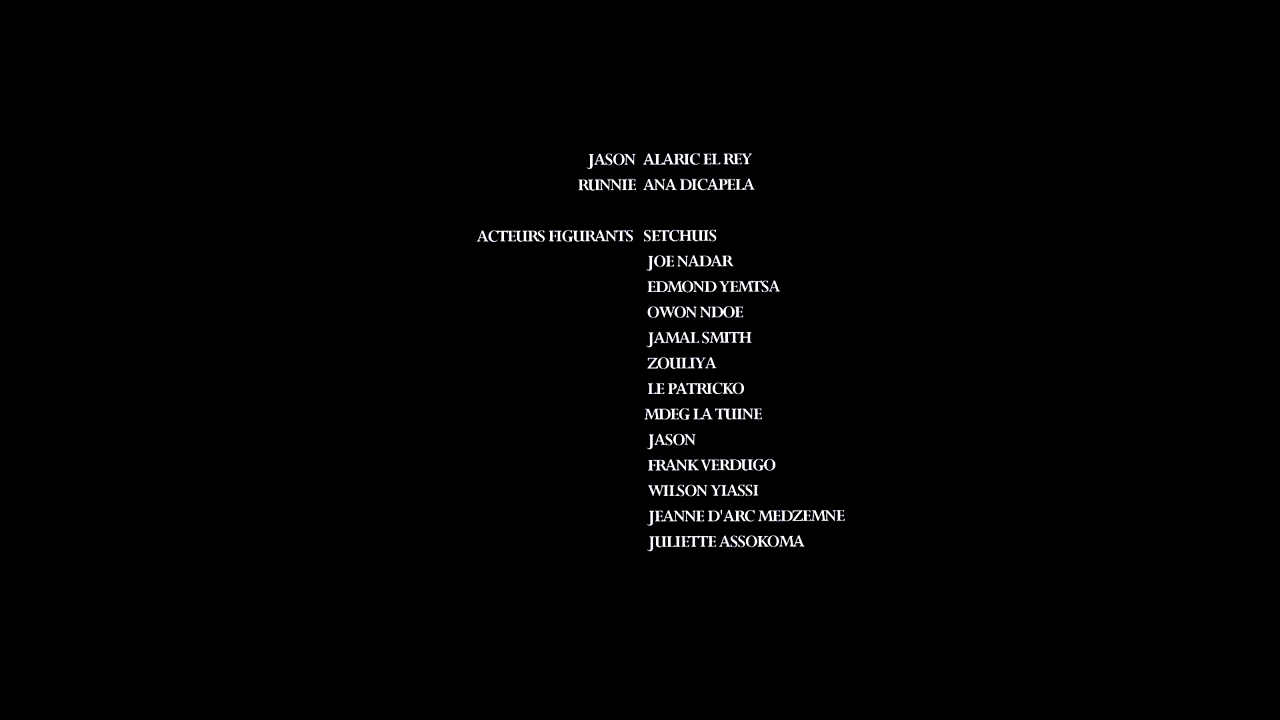 JASON ALARIC EL REY
RUNNIE ANA DICAPELA
ACTEURS FIGURANTS SETCHUIS
JOE NADAR
EDMOND YEMTSA
OWON NDOE
JAMAL SMITH
ZOULIYA
LE PATRICKO
MDEG LA TUINE
JASON
FRANK VERDUGO
WILSON YIASSI
JEANNE D'ARC MEDZEMNE
JULIETTE ASSOKOMA